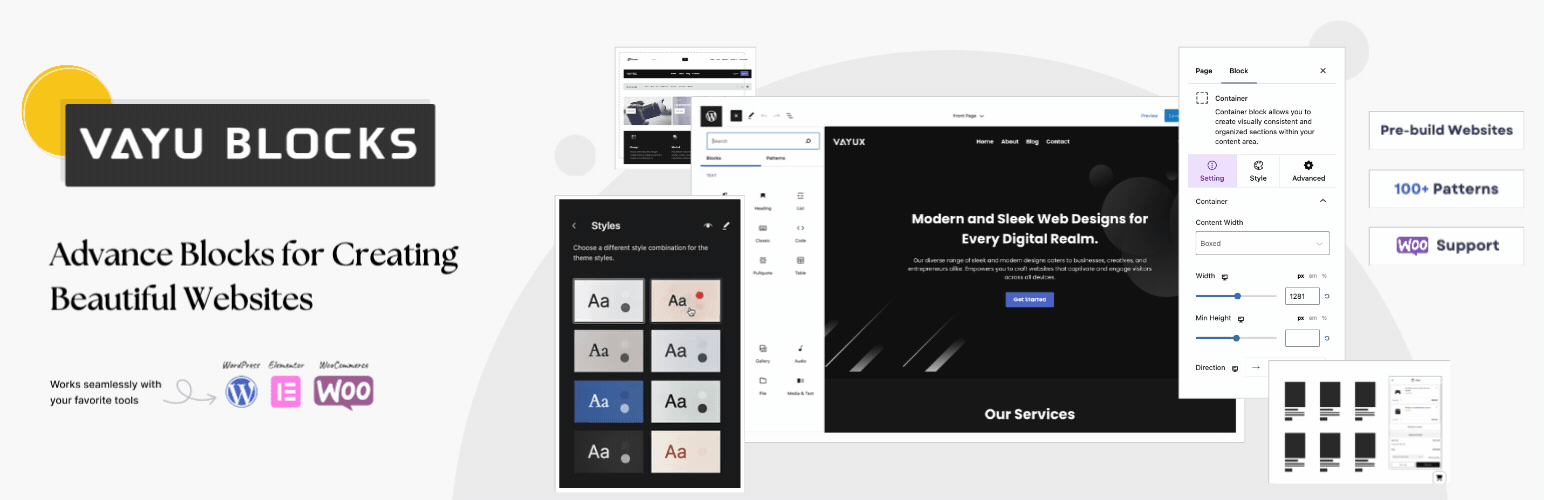 VAYU BLOCKS
Advance Blocks for Creating
Beautiful Websites
Works seamlessly with
your favorite tools
WordPress Elementor WooCommerce
WOO
Styles
Choose a different style combination for the
theme styles.
Aa Aa
Aa Aa
Aa Aa
Aa Aa
Front Page
Preview
Search
Blocks Patterns
TEXT
Heading List
Classic Code
Pullquote Table
Gallery Audio
File Media & Text
VAYUX
Home About Blog Contact
Modern and Sleek Web Designs for
Every Digital Realm.
Our diverse range of sleek and modern designs caters to businesses, creatives, and
entrepreneurs alike. Empowers you to craft websites that captivate and engage visitors
across all devices.
Get Started
Our Services
Page Block
Container
Container block allows you to
create visually consistent and
organized sections within your
content area.
Setting Style Advanced
Container
Content Width
Boxed
Width px em %
1281
Min Height px em %
Direction
Pre-build Websites
100+ Patterns
WOO Support